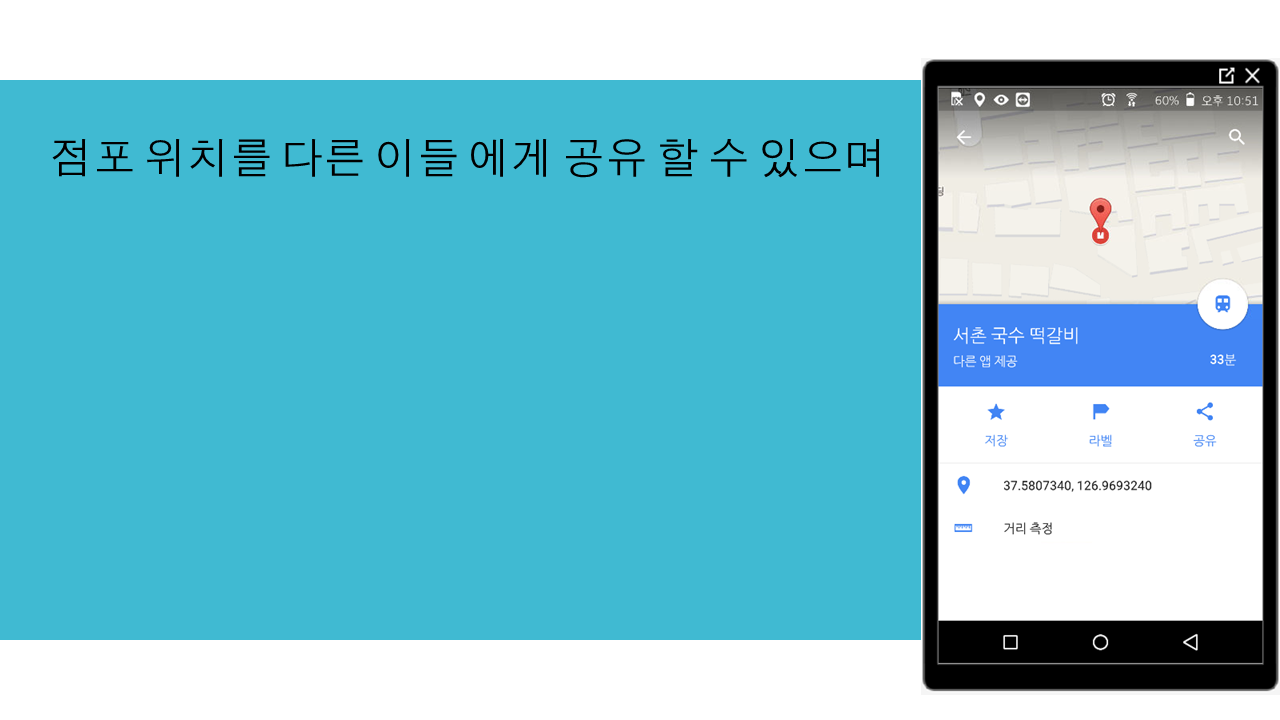 점포 위치를 다른 이들 에게 공유 할 수 있으며
60% 오후 10:51
서촌 국수 떡갈비
다른 앱 제공
33분
저장 라벨 공유
37.5807340, 126.9693240
거리 측정